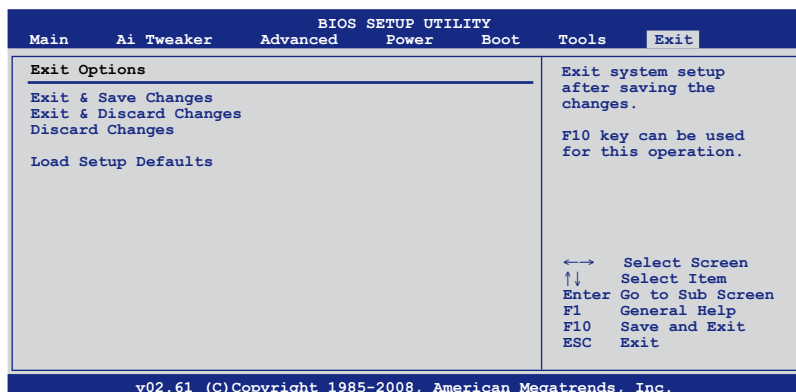 BIOS SETUP UTILITY
Main Ai Tweaker Advanced Power Boot Tools Exit
Exit Options
Exit & Save Changes
Exit & Discard Changes
Discard Changes
Load Setup Defaults
Exit system setup
after saving the
changes.
F10 key can be used
for this operation.
←→ Select Screen
↑↓ Select Item
Enter Go to Sub Screen
F1 General Help
F10 Save and Exit
ESC Exit
v02.61 (C)Copyright 1985-2008, American Megatrends, Inc.